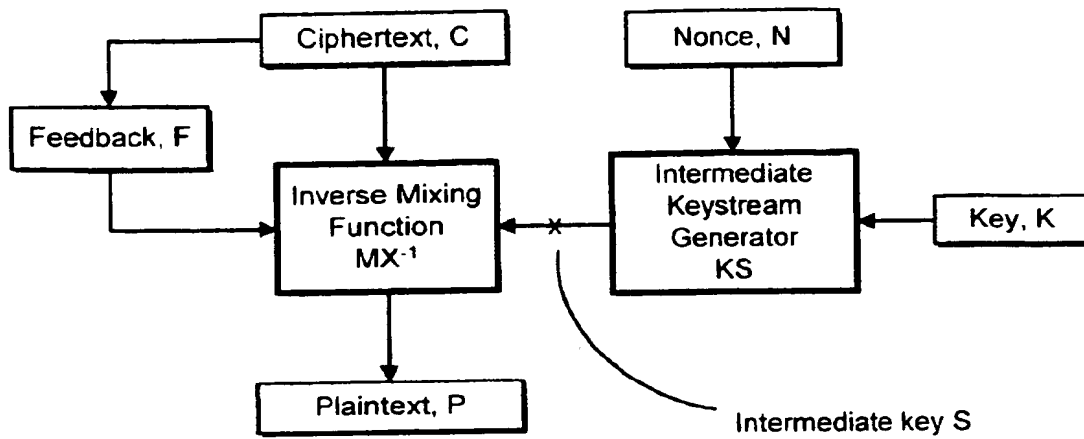 Ciphertext, C
Nonce, N
Feedback, F
Inverse Mixing
Function
MX⁻¹
Intermediate
Keystream
Generator
KS
Key, K
Plaintext, P
Intermediate key S